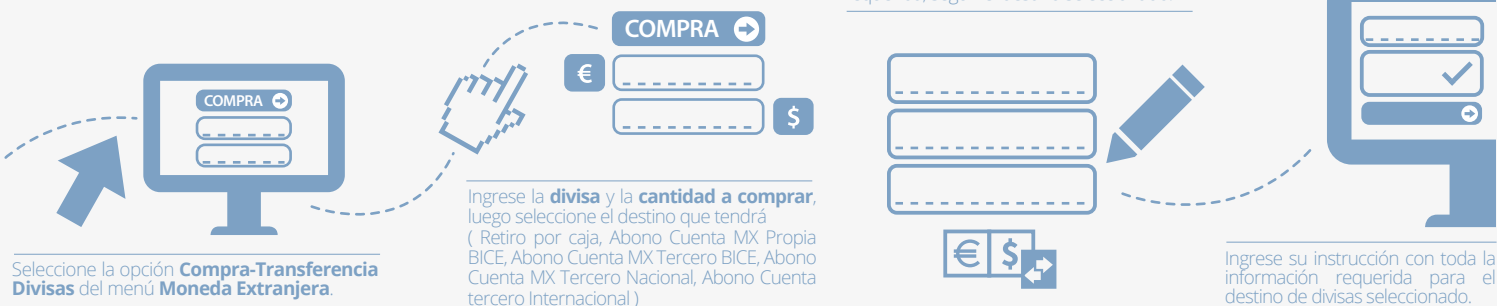 COMPRA
COMPRA
€
$
€ $
Seleccione la opción Compra-Transferencia
Divisas del menú Moneda Extranjera.
Ingrese la divisa y la cantidad a comprar,
luego seleccione el destino que tendrá
( Retiro por caja, Abono Cuenta MX Propia
BICE, Abono Cuenta MX Tercero BICE, Abono
Cuenta MX Tercero Nacional, Abono Cuenta
tercero Internacional )
Ingrese su instrucción con toda la
información requerida para el
destino de divisas seleccionado.